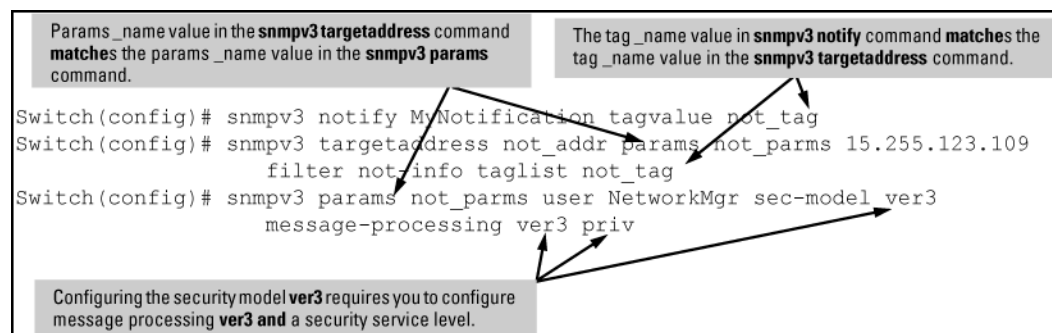 Params _name value in the snmpv3 targetaddress command
matches the params _name value in the snmpv3 params
command.
The tag _name value in snmpv3 notify command matches the
tag _name value in the snmpv3 targetaddress command.
Switch(config)# snmpv3 notify MyNotification tagvalue not_tag
Switch(config)# snmpv3 targetaddress not_addr params not_parms 15.255.123.109
filter not-info taglist not_tag
Switch(config)# snmpv3 params not_parms user NetworkMgr sec-model ver3
message-processing ver3 priv
Configuring the security model ver3 requires you to configure
message processing ver3 and a security service level.